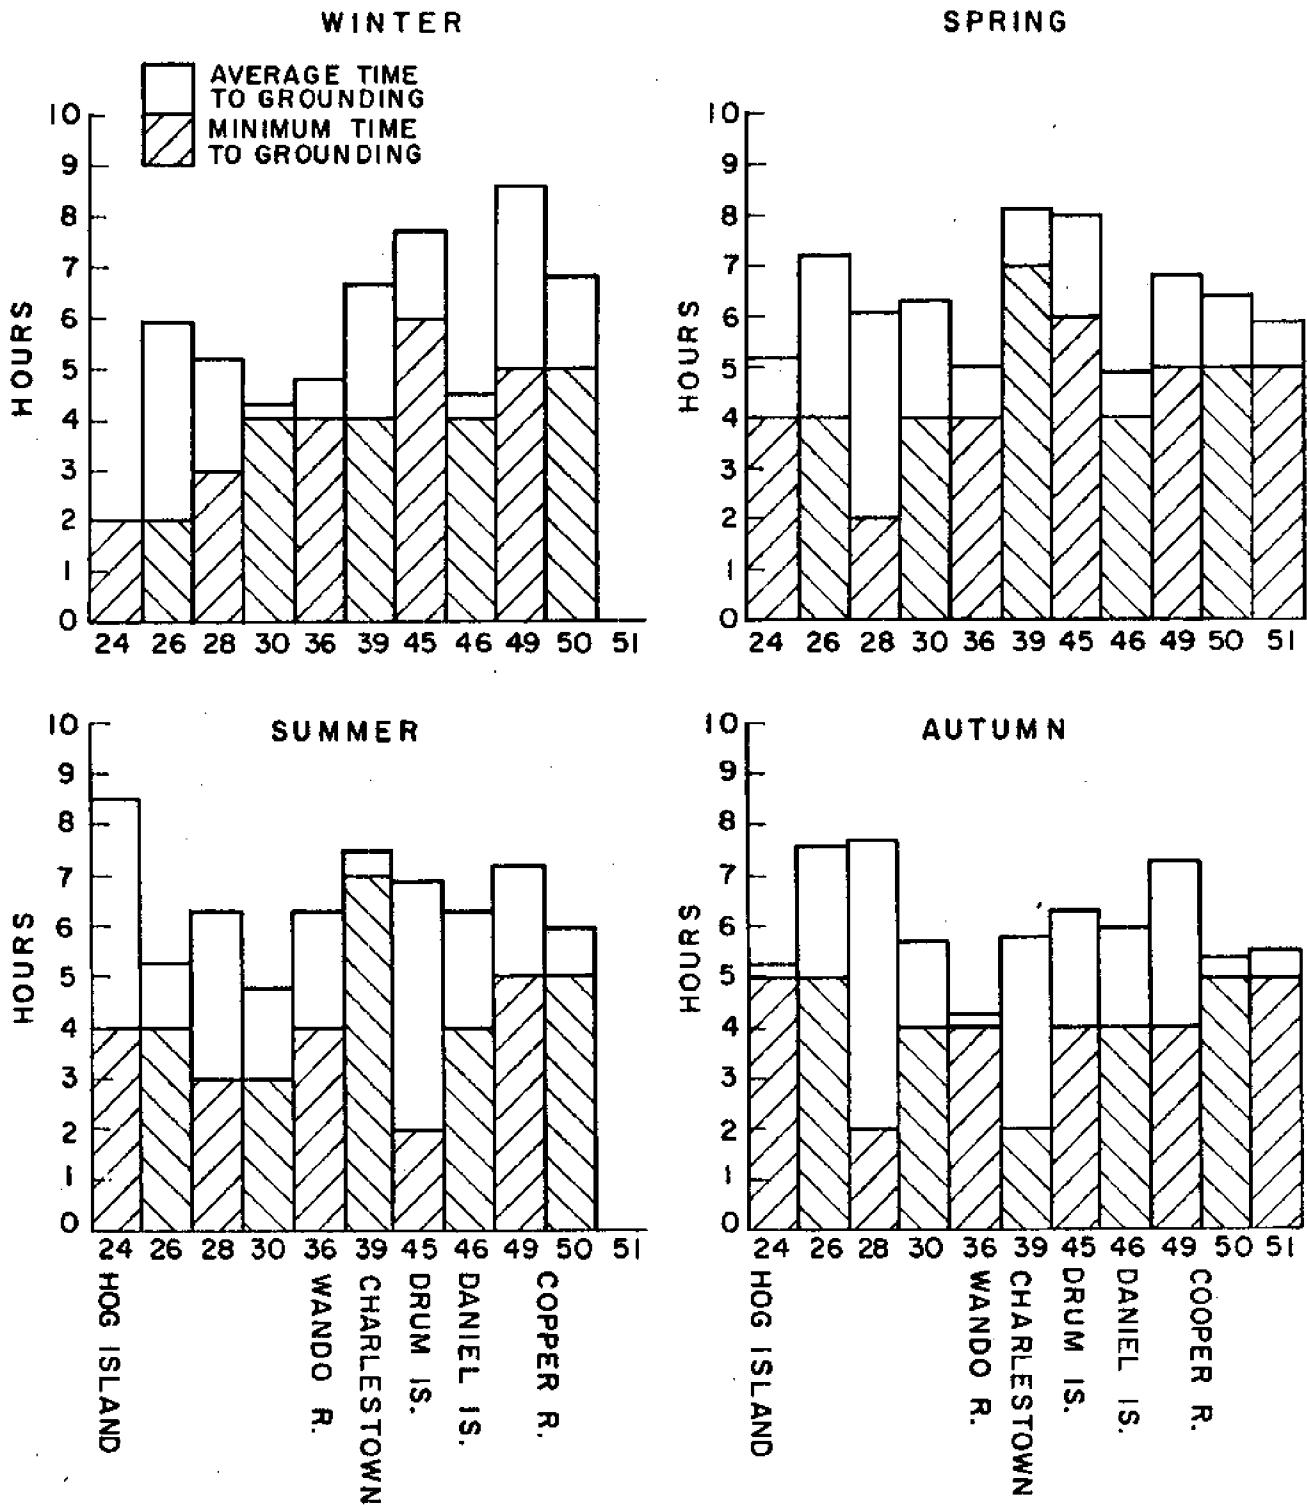 WINTER
AVERAGE TIME
TO GROUNDING
MINIMUM TIME
TO GROUNDING
HOURS
10
9
8
7
6
5
4
3
2
1
0
24 26 28 30 36 39 45 46 49 50 51
SPRING
HOURS
10
9
8
7
6
5
4
3
2
1
0
24 26 28 30 36 39 45 46 49 50 51
SUMMER
HOURS
10
9
8
7
6
5
4
3
2
1
0
24 26 28 30 36 39 45 46 49 50 51
HOG ISLAND
WANDO R.
CHARLESTOWN
DRUM IS.
DANIEL IS.
COPPER R.
AUTUMN
HOURS
10
9
8
7
6
5
4
3
2
1
0
24 26 28 30 36 39 45 46 49 50 51
HOG ISLAND
WANDO R.
CHARLESTOWN
DRUM IS.
DANIEL IS.
COOPER R.